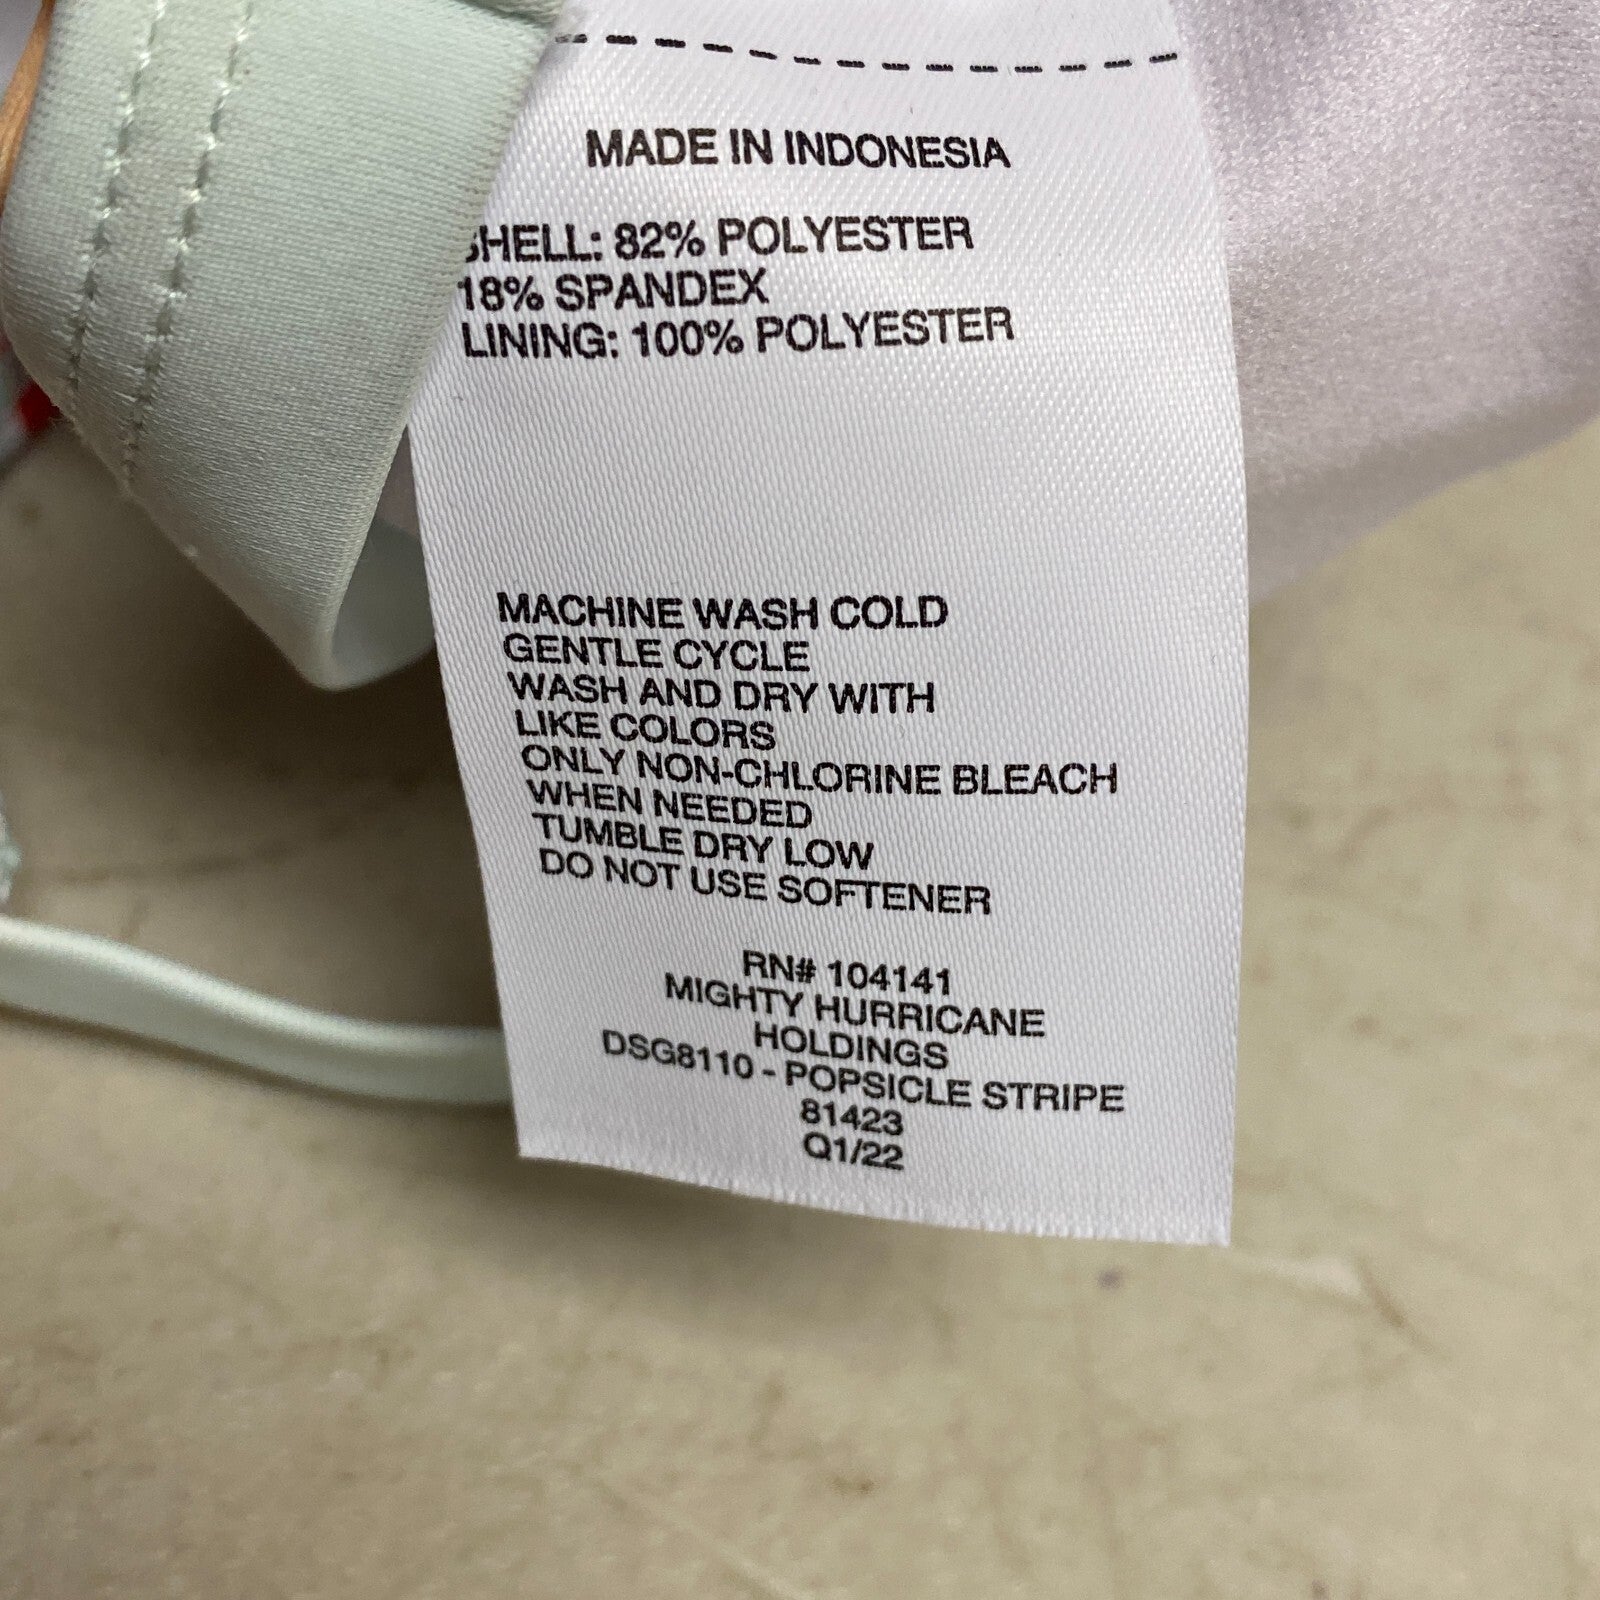 MADE IN INDONESIA
SHELL: 82% POLYESTER
18% SPANDEX
LINING: 100% POLYESTER
MACHINE WASH COLD
GENTLE CYCLE
WASH AND DRY WITH
LIKE COLORS
ONLY NON-CHLORINE BLEACH
WHEN NEEDED
TUMBLE DRY LOW
DO NOT USE SOFTENER
RN# 104141
MIGHTY HURRICANE
HOLDINGS
DSG8110 - POPSICLE STRIPE
81423
Q1/22